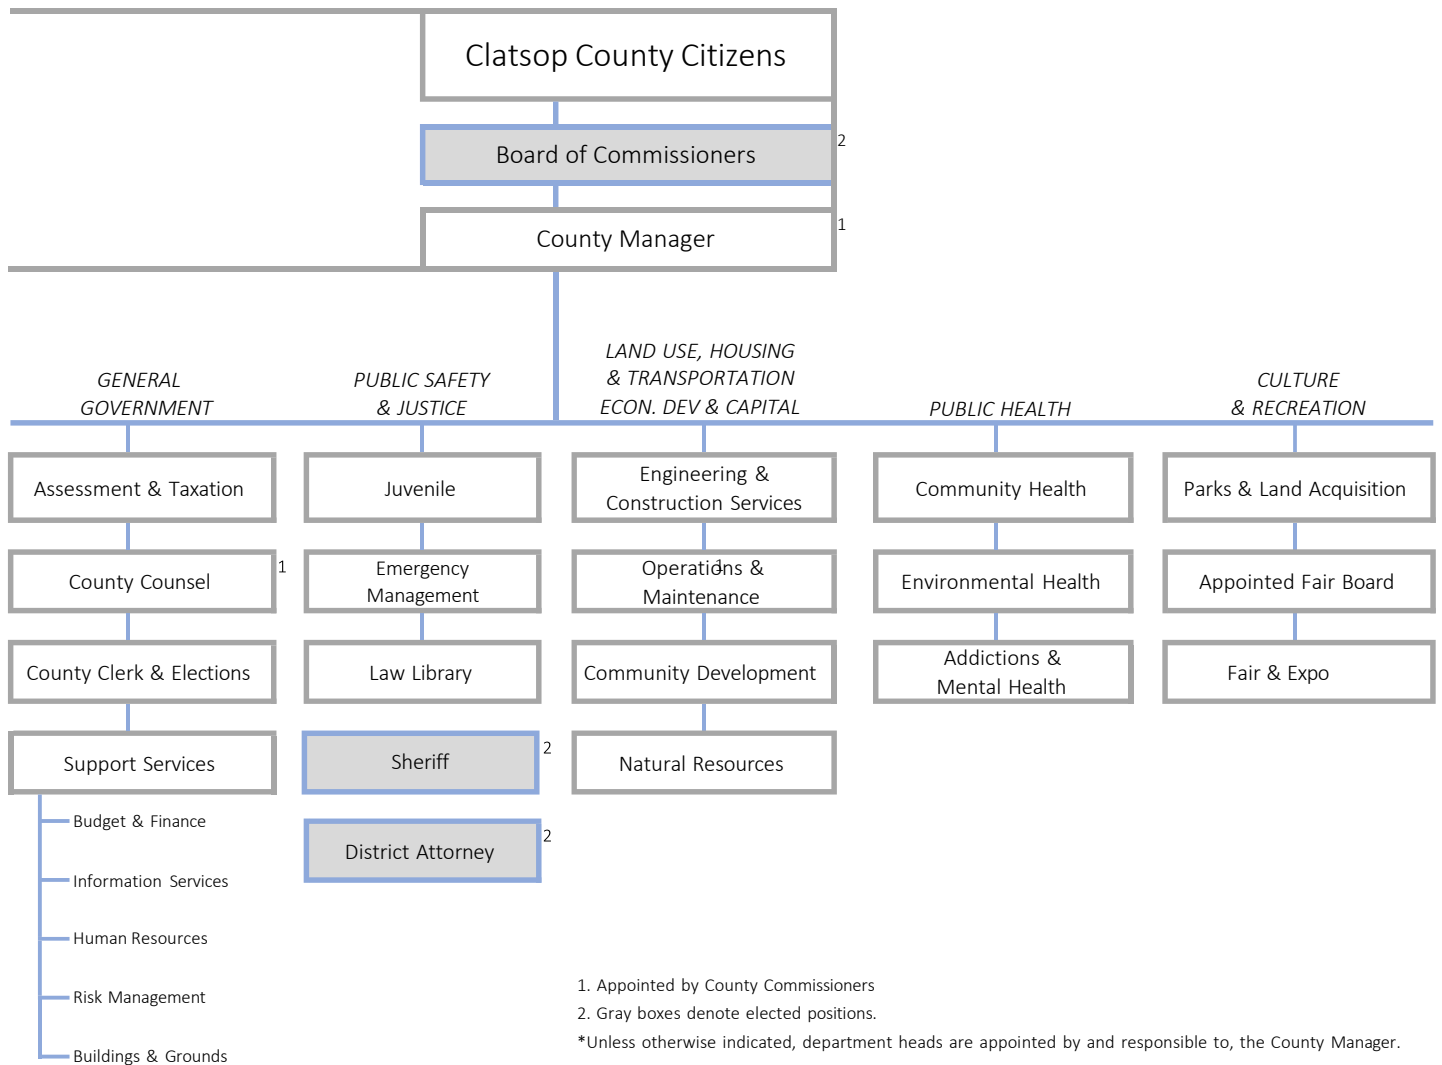 Clatsop County Citizens
Board of Commissioners
2
County Manager
1
GENERAL
GOVERNMENT
PUBLIC SAFETY
& JUSTICE
LAND USE, HOUSING
& TRANSPORTATION
ECON. DEV & CAPITAL
PUBLIC HEALTH
CULTURE
& RECREATION
Assessment & Taxation
County Counsel
1
County Clerk & Elections
Support Services
Budget & Finance
Information Services
Human Resources
Risk Management
Buildings & Grounds
Juvenile
Emergency
Management
Law Library
Sheriff
2
District Attorney
2
Engineering &
Construction Services
Operations &
1
Maintenance
Community Development
Natural Resources
Community Health
Environmental Health
Addictions &
Mental Health
Parks & Land Acquisition
Appointed Fair Board
Fair & Expo
1. Appointed by County Commissioners
2. Gray boxes denote elected positions.
*Unless otherwise indicated, department heads are appointed by and responsible to, the County Manager.